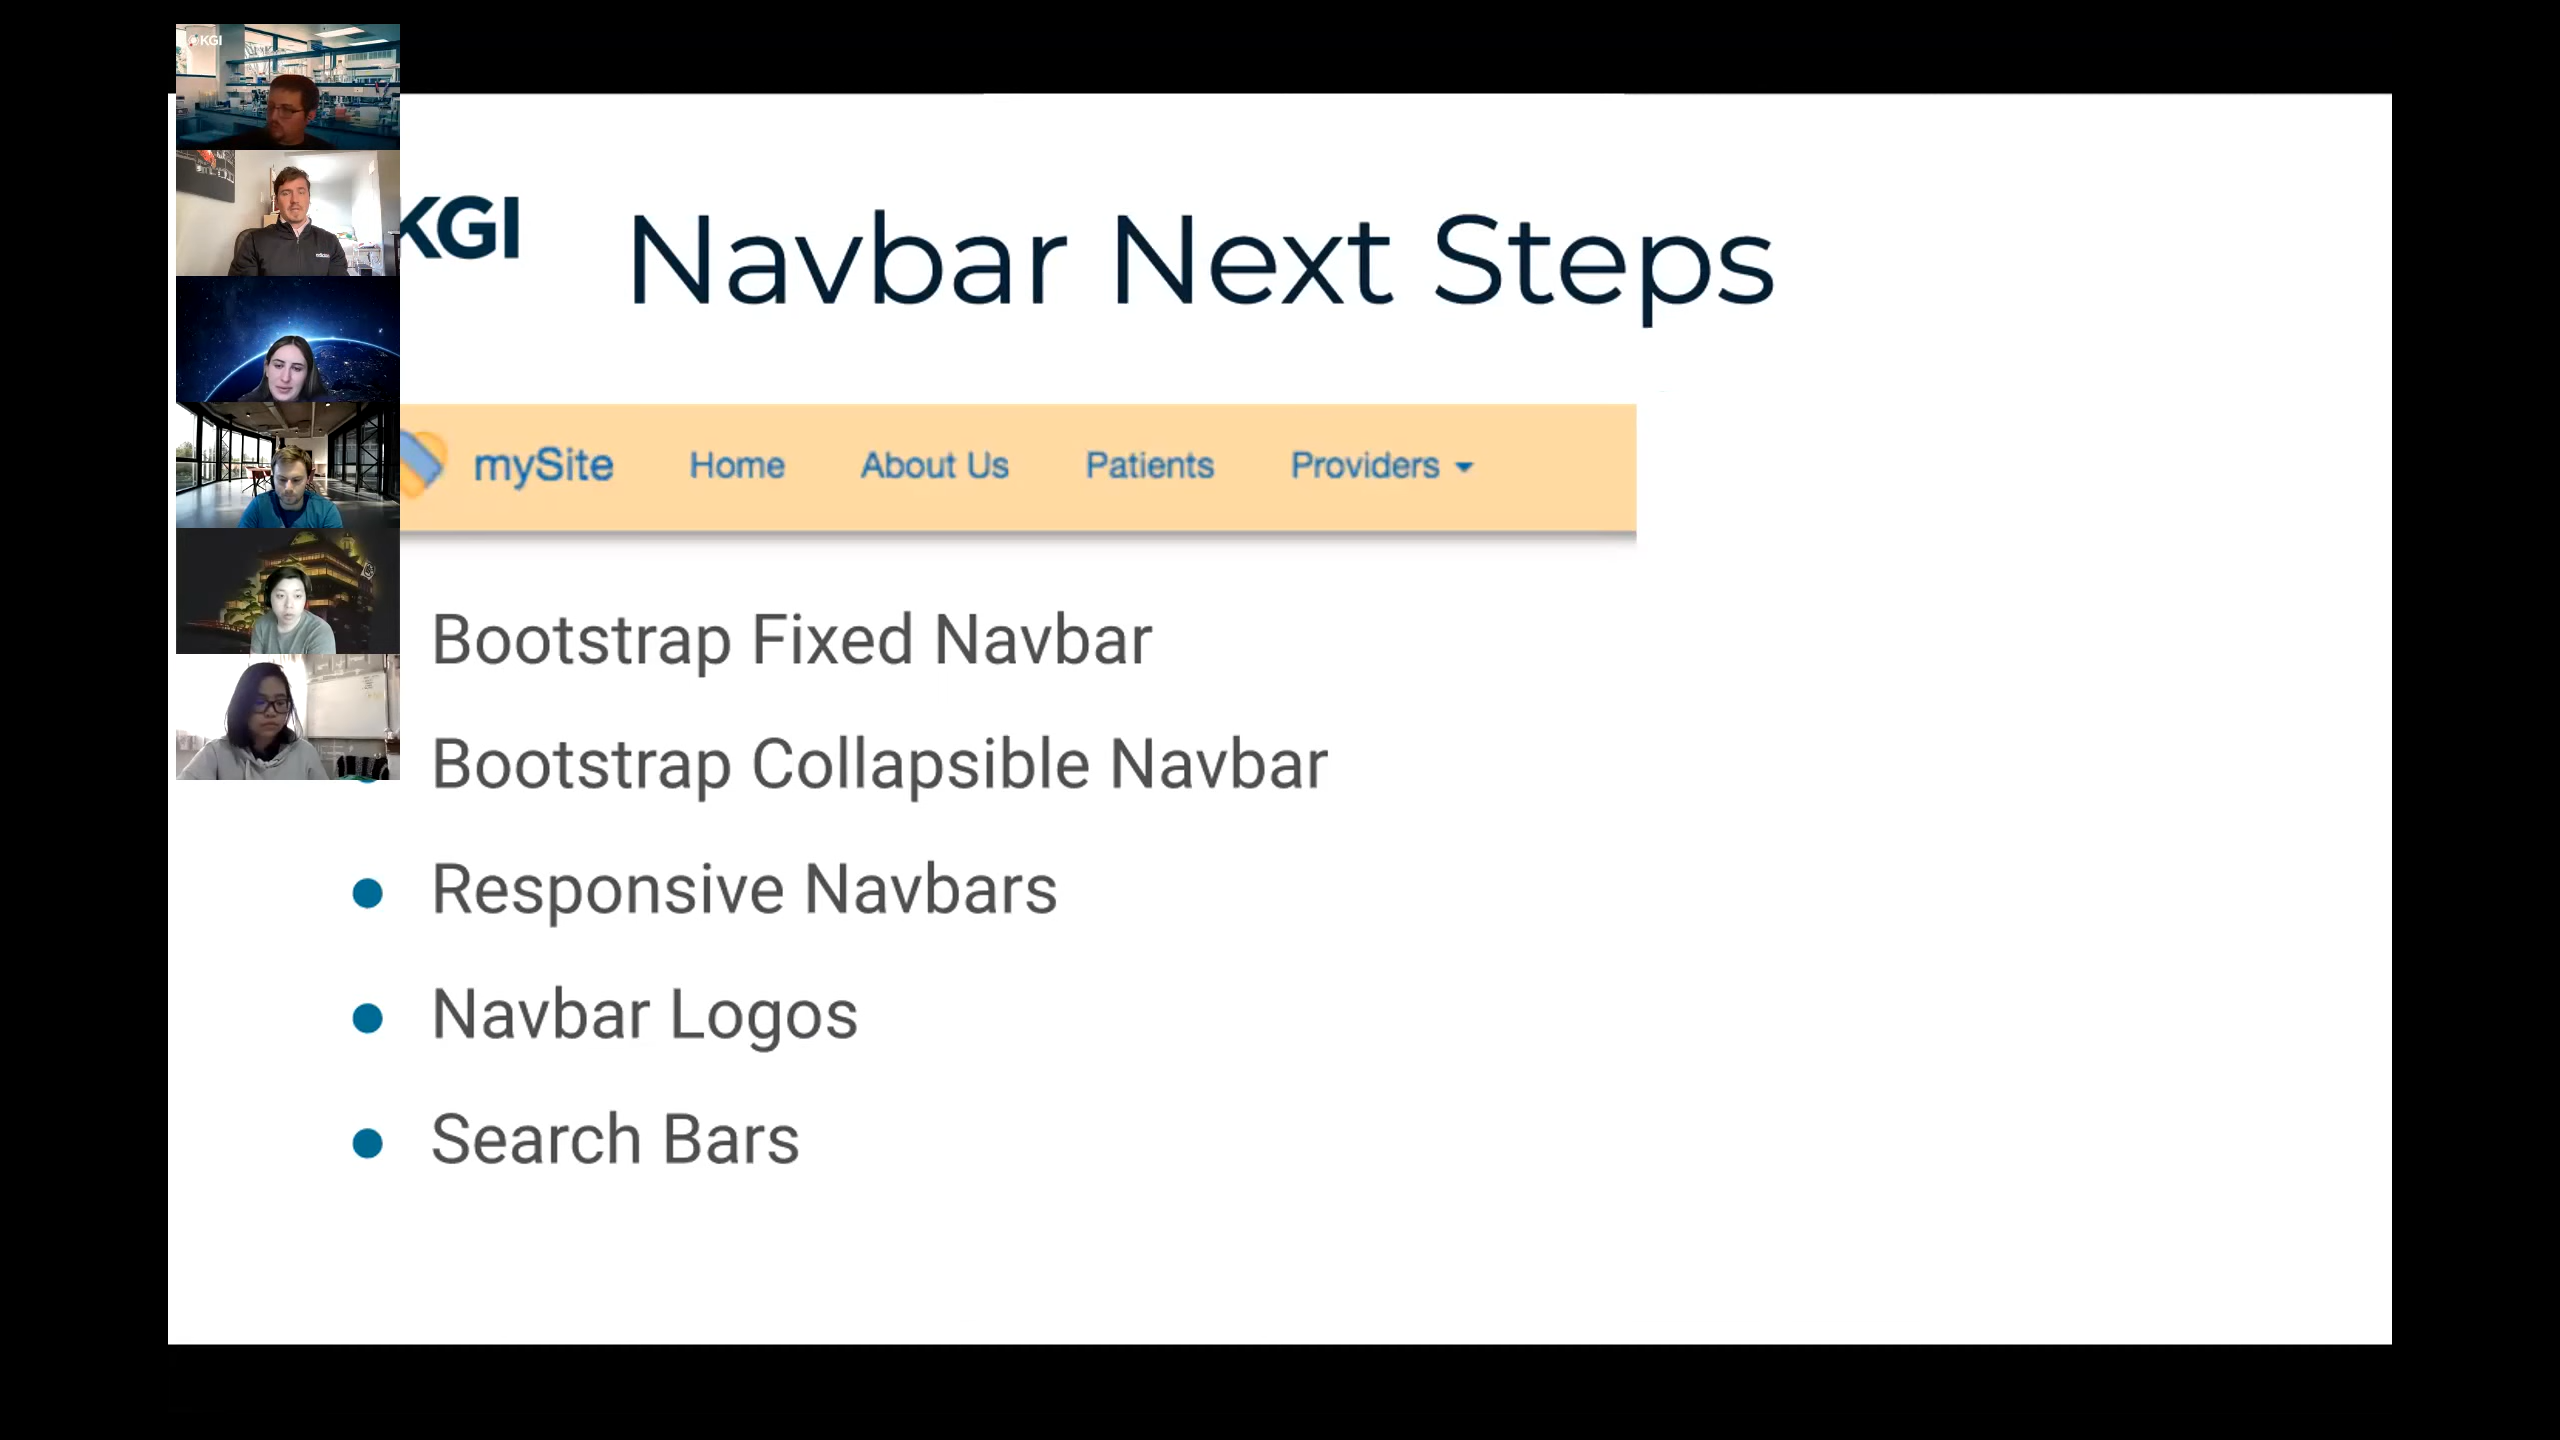 KGI
KGI
Navbar Next Steps
mySite Home About Us Patients Providers
Bootstrap Fixed Navbar
Bootstrap Collapsible Navbar
Responsive Navbars
Navbar Logos
Search Bars